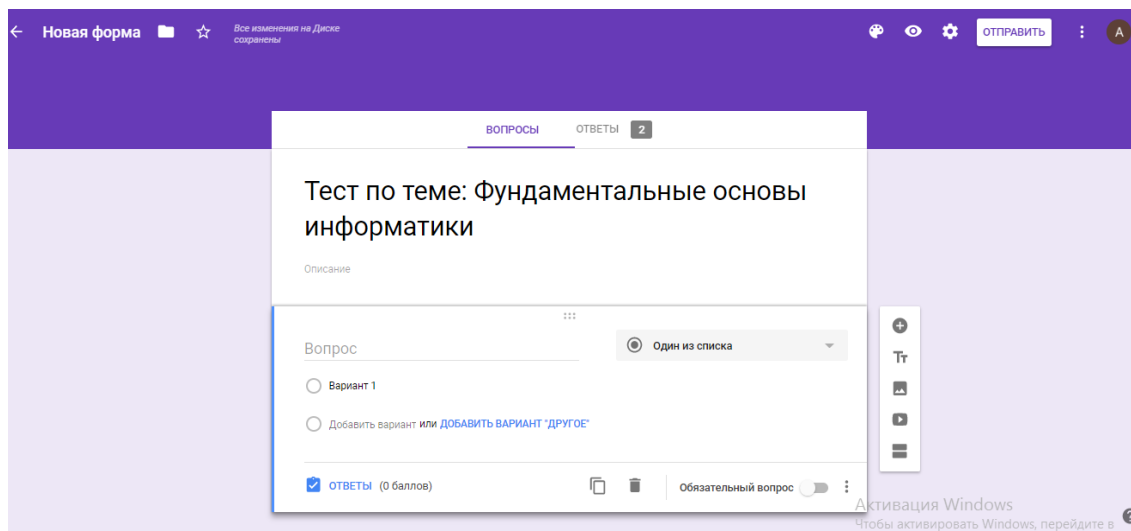 Новая форма
Все изменения на Диске
сохранены
ОТПРАВИТЬ
А
ВОПРОСЫ
ОТВЕТЫ 2
Тест по теме: Фундаментальные основы
информатики
Описание
Вопрос
Один из списка
Тт
Вариант 1
Добавить вариант или ДОБАВИТЬ ВАРИАНТ "ДРУГОЕ"
ОТВЕТЫ (0 баллов)
Обязательный вопрос
Активация Windows
Чтобы активировать Windows, перейдите в